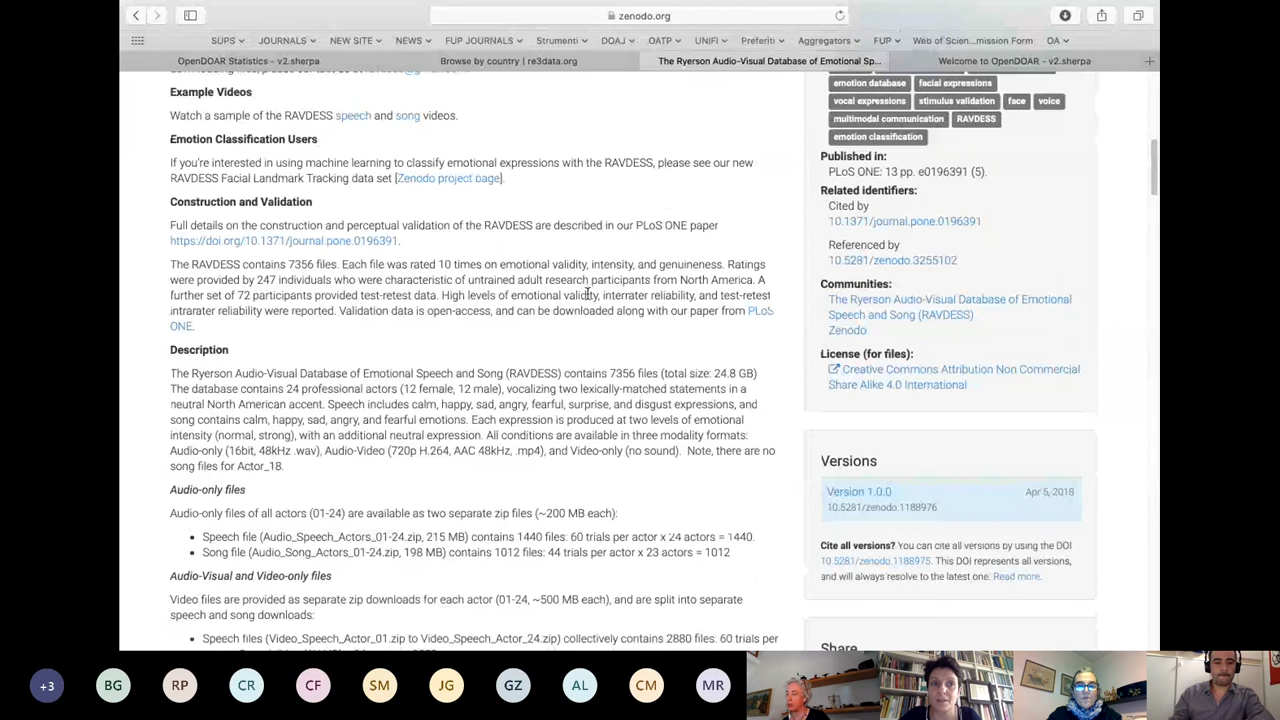 zenodo.org
SUPS JOURNALS NEW SITE NEWS FUP JOURNALS Strumenti DOAJ OATP UNIFI Preferiti Aggregators FUP Web of Scien...mission Form OA
OpenDOAR Statistics - v2.sherpa
Browse by country | re3data.org
The Ryerson Audio-Visual Database of Emotional Sp...
Welcome to OpenDOAR - v2.sherpa
Example Videos
Watch a sample of the RAVDESS speech and song videos.
Emotion Classification Users
If you're interested in using machine learning to classify emotional expressions with the RAVDESS, please see our new
RAVDESS Facial Landmark Tracking data set [Zenodo project page].
Construction and Validation
Full details on the construction and perceptual validation of the RAVDESS are described in our PLoS ONE paper
https://doi.org/10.1371/journal.pone.0196391.
The RAVDESS contains 7356 files. Each file was rated 10 times on emotional validity, intensity, and genuineness. Ratings
were provided by 247 individuals who were characteristic of untrained adult research participants from North America. A
further set of 72 participants provided test-retest data. High levels of emotional validity, interrater reliability, and test-retest
intrarater reliability were reported. Validation data is open-access, and can be downloaded along with our paper from PLoS
ONE.
Description
The Ryerson Audio-Visual Database of Emotional Speech and Song (RAVDESS) contains 7356 files (total size: 24.8 GB)
The database contains 24 professional actors (12 female, 12 male), vocalizing two lexically-matched statements in a
neutral North American accent. Speech includes calm, happy, sad, angry, fearful, surprise, and disgust expressions, and
song contains calm, happy, sad, angry, and fearful emotions. Each expression is produced at two levels of emotional
intensity (normal, strong), with an additional neutral expression. All conditions are available in three modality formats:
Audio-only (16bit, 48kHz .wav), Audio-Video (720p H.264, AAC 48kHz, .mp4), and Video-only (no sound). Note, there are no
song files for Actor_18.
Audio-only files
Audio-only files of all actors (01-24) are available as two separate zip files (~200 MB each):
• Speech file (Audio_Speech_Actors_01-24.zip, 215 MB) contains 1440 files: 60 trials per actor x 24 actors = 1440.
• Song file (Audio_Song_Actors_01-24.zip, 198 MB) contains 1012 files: 44 trials per actor x 23 actors = 1012
Audio-Visual and Video-only files
Video files are provided as separate zip downloads for each actor (01-24, ~500 MB each), and are split into separate
speech and song downloads:
• Speech files (Video_Speech_Actor_01.zip to Video_Speech_Actor_24.zip) collectively contains 2880 files: 60 trials per
emotion database facial expressions
vocal expressions stimulus validation face voice
multimodal communication RAVDESS
emotion classification
Published in:
PLoS ONE: 13 pp. e0196391 (5).
Related identifiers:
Cited by
10.1371/journal.pone.0196391
Referenced by
10.5281/zenodo.3255102
Communities:
The Ryerson Audio-Visual Database of Emotional
Speech and Song (RAVDESS)
Zenodo
License (for files):
Creative Commons Attribution Non Commercial
Share Alike 4.0 International
Versions
Version 1.0.0 Apr 5, 2018
10.5281/zenodo.1188976
Cite all versions? You can cite all versions by using the DOI
10.5281/zenodo.1188975. This DOI represents all versions,
and will always resolve to the latest one. Read more.
Share
+3 BG RP CR CF SM JG GZ AL CM MR